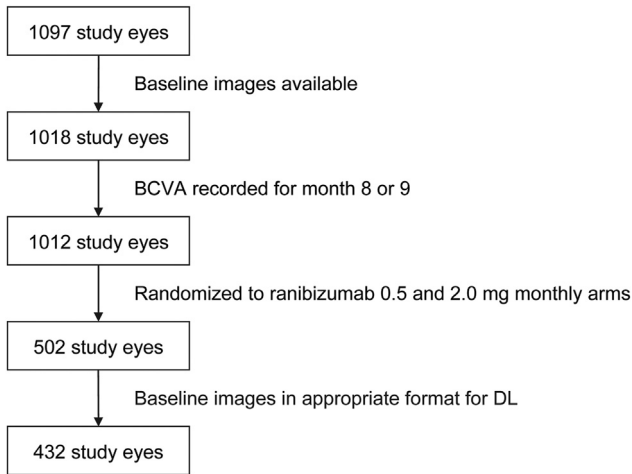 1097 study eyes
Baseline images available
1018 study eyes
BCVA recorded for month 8 or 9
1012 study eyes
Randomized to ranibizumab 0.5 and 2.0 mg monthly arms
502 study eyes
Baseline images in appropriate format for DL
432 study eyes